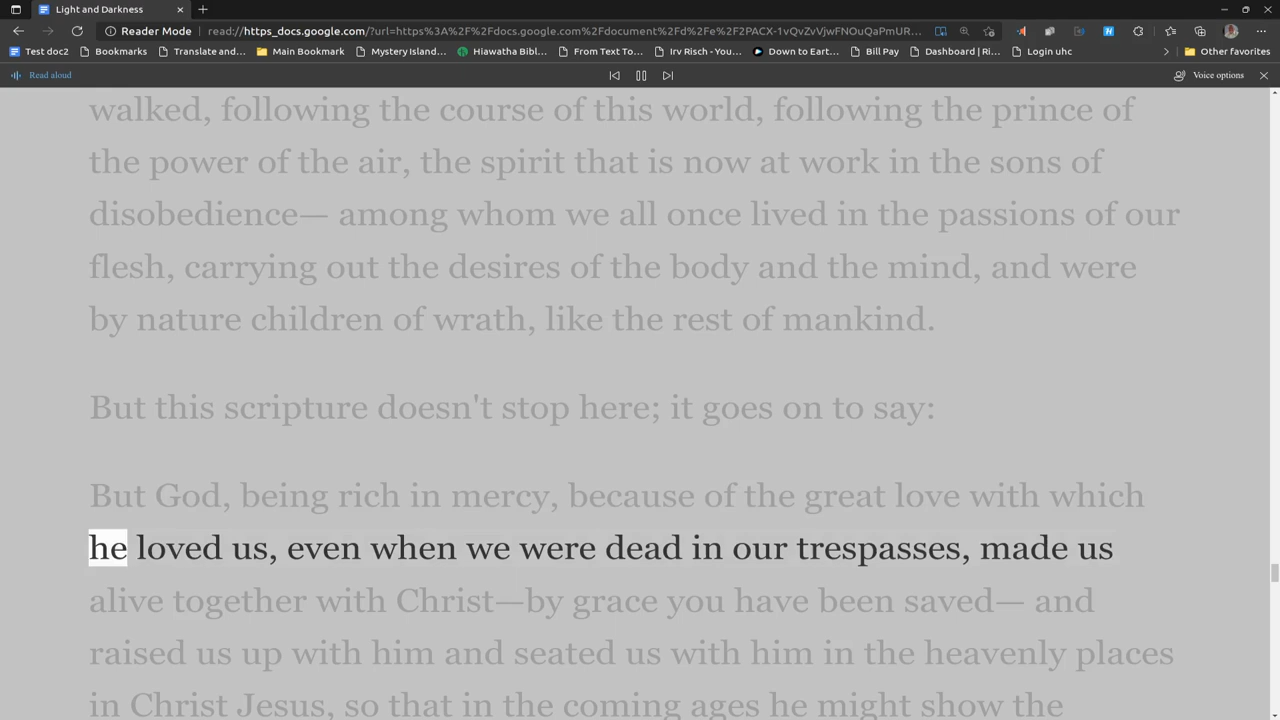 Light and Darkness
Reader Mode read://https_docs.google.com/?url=https%3A%2F%2Fdocs.google.com%2Fdocument%2Fd%2Fe%2F2PACX-1vQvZvVjwFNOuQaPmUR...
Test doc2 Bookmarks Translate and... Main Bookmark Mystery Island... Hiawatha Bibl... From Text To... Irv Risch - You... Down to Eart... Bill Pay Dashboard | Ri... Login uhc Other favorites
Read aloud Voice options
walked, following the course of this world, following the prince of
the power of the air, the spirit that is now at work in the sons of
disobedience— among whom we all once lived in the passions of our
flesh, carrying out the desires of the body and the mind, and were
by nature children of wrath, like the rest of mankind.
But this scripture doesn't stop here; it goes on to say:
But God, being rich in mercy, because of the great love with which
he loved us, even when we were dead in our trespasses, made us
alive together with Christ—by grace you have been saved— and
raised us up with him and seated us with him in the heavenly places
in Christ Jesus, so that in the coming ages he might show the